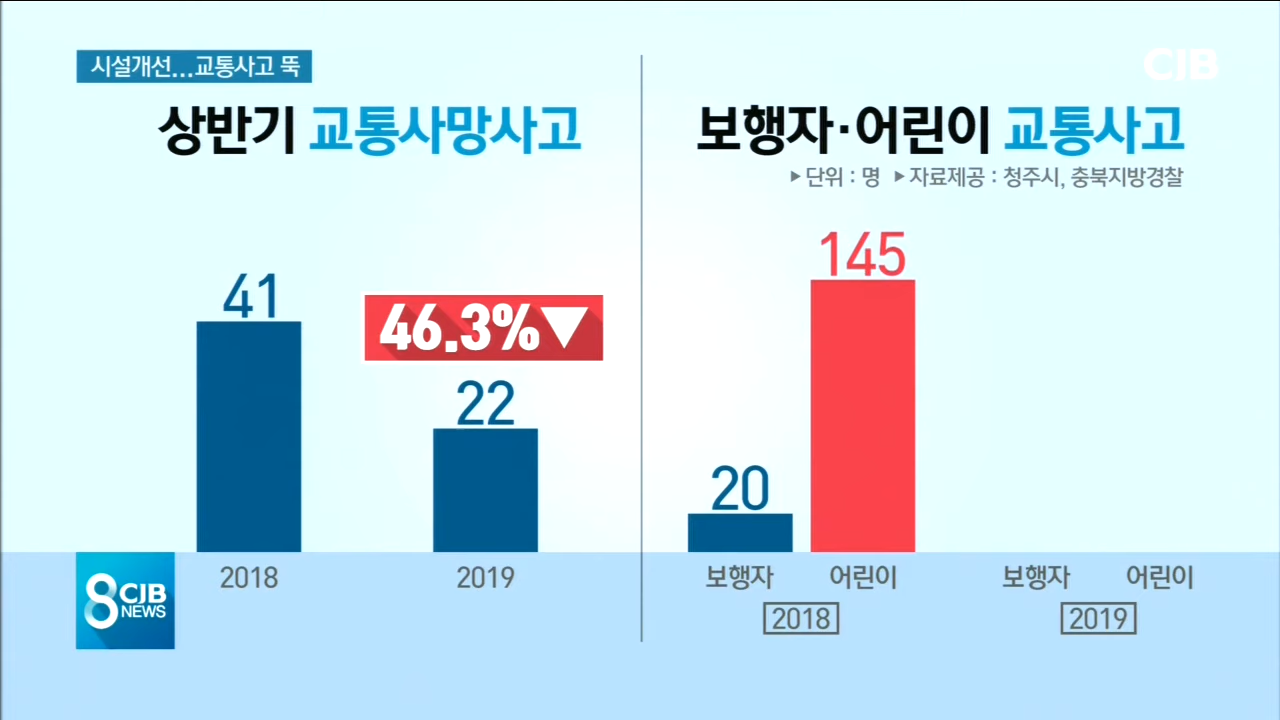 시설개선...교통사고 뚝
CJB
상반기 교통사망사고
41
46.3%▼
22
2018
2019
보행자·어린이 교통사고
▶단위 : 명 ▶자료제공 : 청주시, 충북지방경찰
145
20
보행자 어린이
2018
보행자 어린이
2019
8 CJB
NEWS